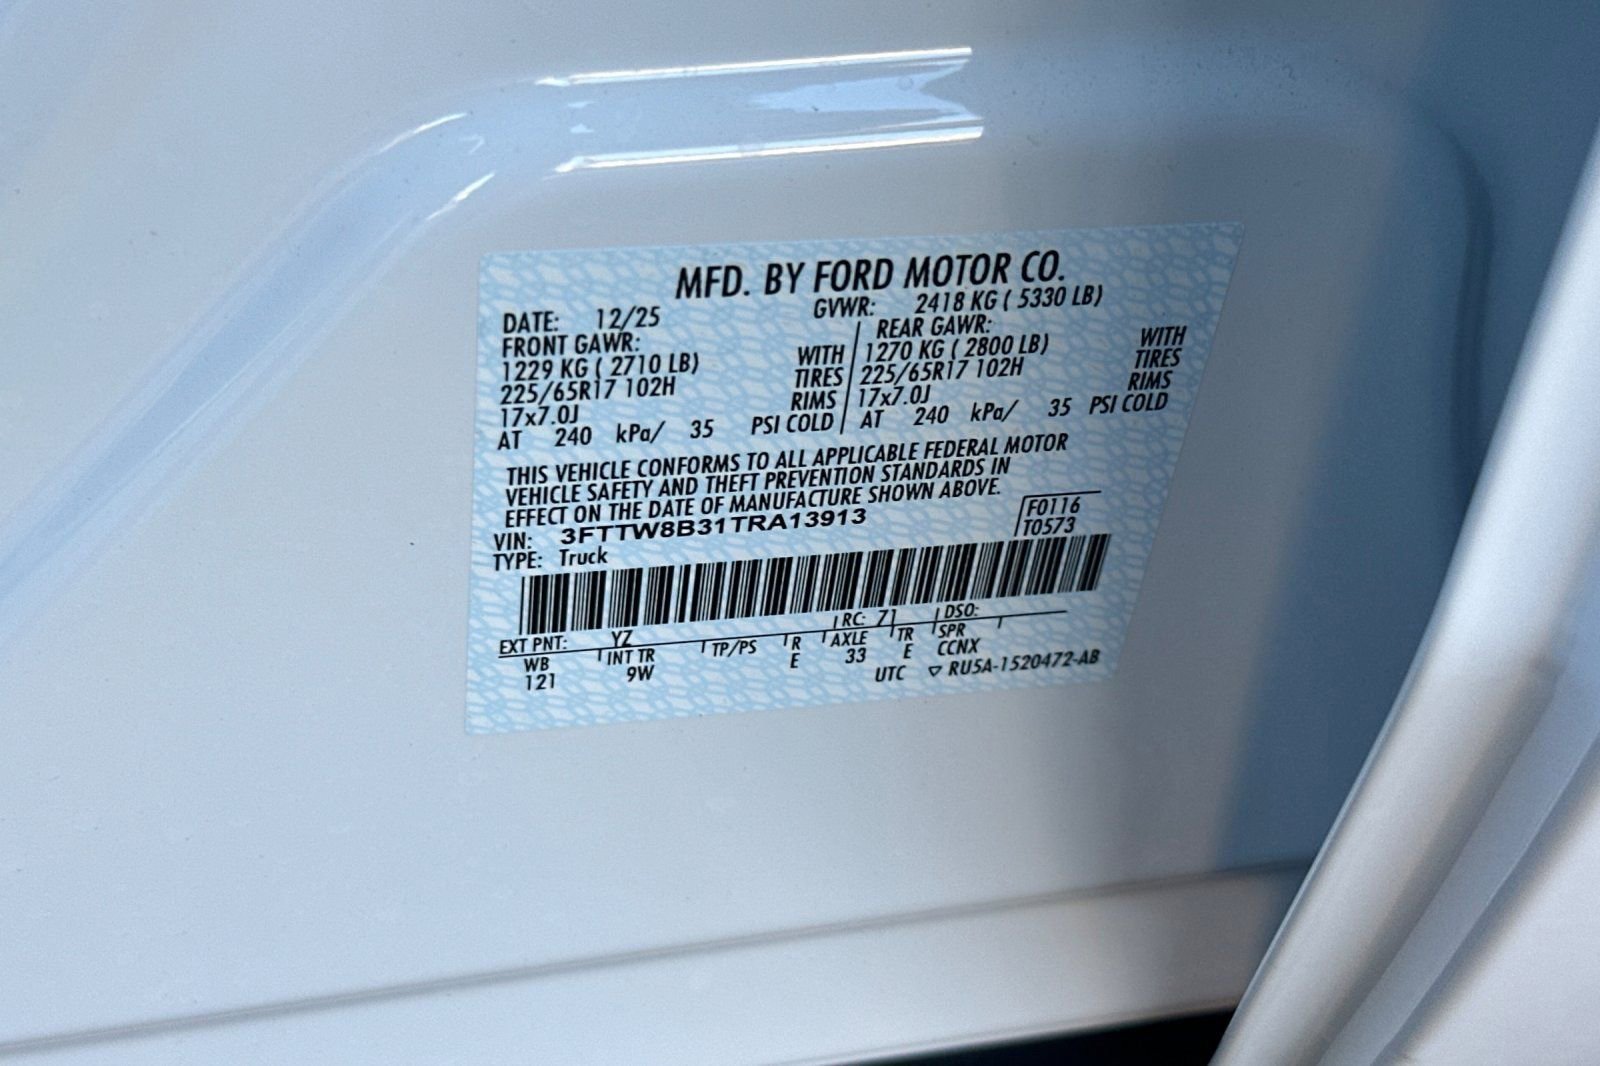 MFD. BY FORD MOTOR CO.
DATE: 12/25 GVWR: 2418 KG ( 5330 LB)
FRONT GAWR: REAR GAWR:
1229 KG ( 2710 LB) WITH 1270 KG ( 2800 LB) WITH
225/65R17 102H TIRES 225/65R17 102H TIRES
17x7.0J RIMS 17x7.0J RIMS
AT 240 kPa/ 35 PSI COLD AT 240 kPa/ 35 PSI COLD
THIS VEHICLE CONFORMS TO ALL APPLICABLE FEDERAL MOTOR
VEHICLE SAFETY AND THEFT PREVENTION STANDARDS IN
EFFECT ON THE DATE OF MANUFACTURE SHOWN ABOVE.
VIN: 3FTTW8B31TRA13913 F0116
TYPE: Truck T0573
EXT PNT: YZ RC: 71 DSO:
WB INT TR TP/PS R AXLE TR SPR
121 9W E 33 E CCNX
UTC ▽ RU5A-1520472-AB